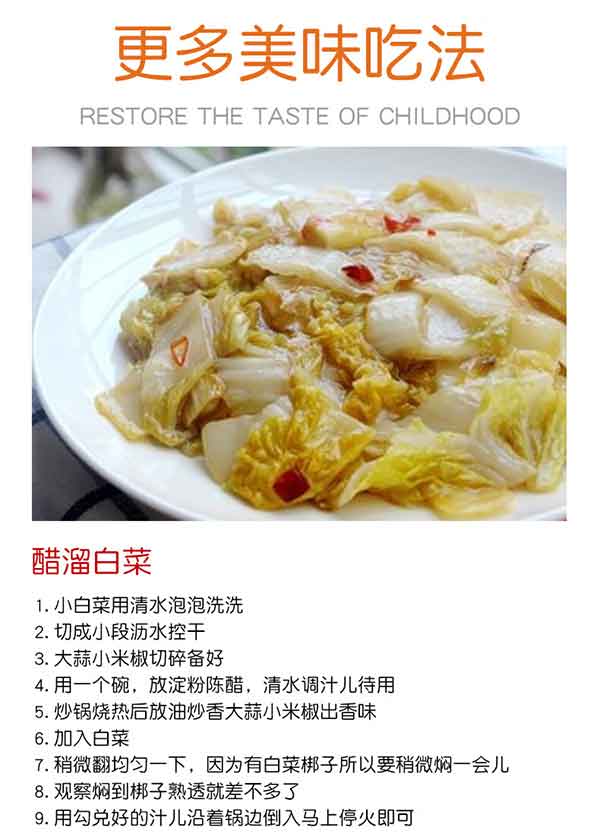 更多美味吃法
RESTORE THE TASTE OF CHILDHOOD
醋溜白菜
1. 小白菜用清水泡泡洗洗
2. 切成小段沥水控干
3. 大蒜小米椒切碎备好
4. 用一个碗，放淀粉陈醋，清水调汁儿待用
5. 炒锅烧热后放油炒香大蒜小米椒出香味
6. 加入白菜
7. 稍微翻均匀一下，因为有白菜梆子所以要稍微焖一会儿
8. 观察焖到梆子熟透就差不多了
9. 用勾兑好的汁儿沿着锅边倒入马上停火即可